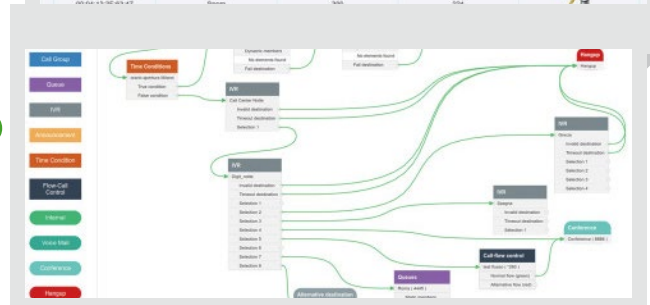 Call Group
Queue
IVR
Announcement
Time Condition
Flow-Call
Control
Internal
Voice Mail
Conference
Hangup
Time Conditions
True condition
False condition
Dynamic members
No elements found
Fail destination
No elements found
Fail destination
Hangup
Hangup
IVR
Call Center Node
Invalid destination
Timeout destination
Selection 1
IVR
Digit_node
Invalid destination
Timeout destination
Selection 1
Selection 2
Selection 3
Selection 4
Selection 5
Selection 6
Selection 7
Selection 8
IVR
Invalid destination
Timeout destination
Selection 1
Selection 2
Selection 3
Selection 4
IVR
Invalid destination
Timeout destination
Selection 1
Conference
Call-flow control
Normal flow (green)
Alternative flow (red)
Queues
Alternative destination